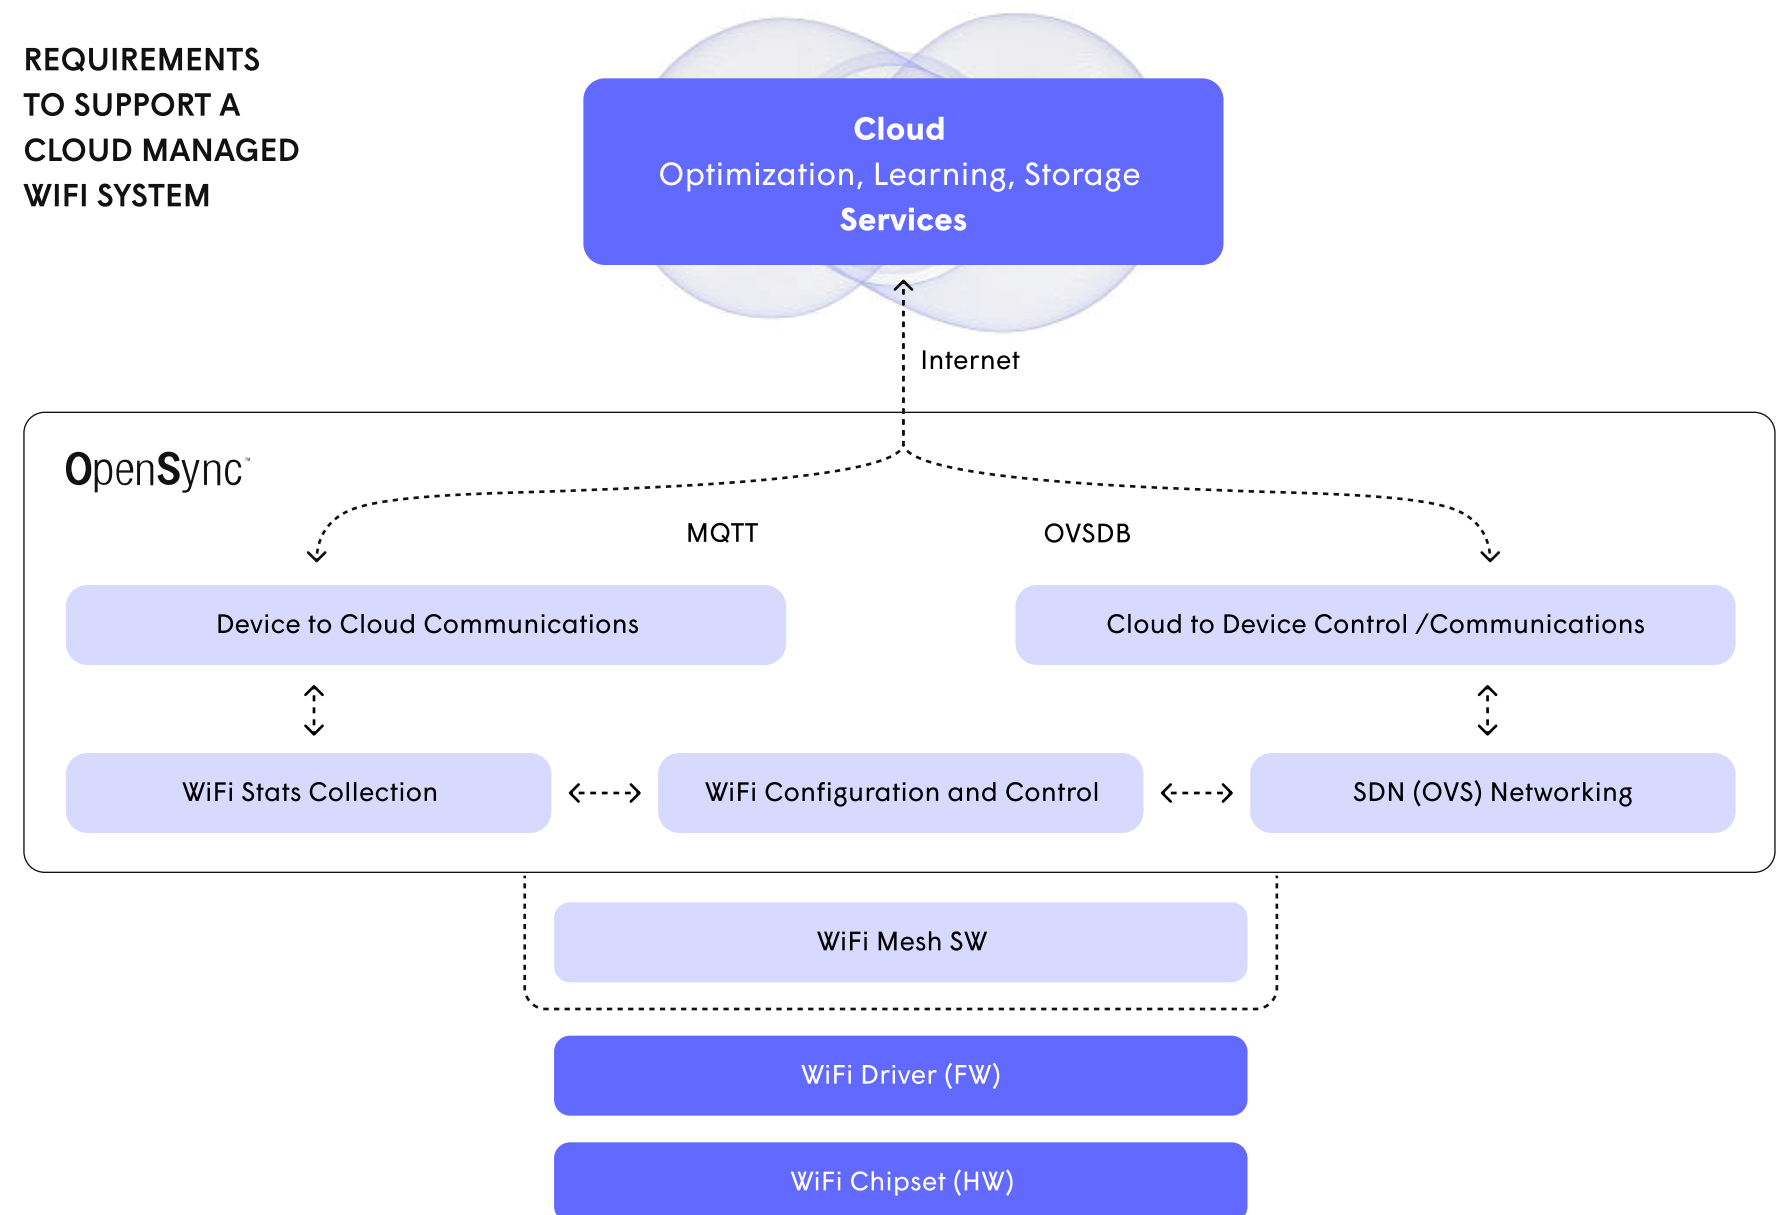 REQUIREMENTS
TO SUPPORT A
CLOUD MANAGED
WIFI SYSTEM
Cloud
Optimization, Learning, Storage
Services
Internet
OpenSync™
MQTT
OVSDB
Device to Cloud Communications
Cloud to Device Control /Communications
WiFi Stats Collection
WiFi Configuration and Control
SDN (OVS) Networking
WiFi Mesh SW
WiFi Driver (FW)
WiFi Chipset (HW)